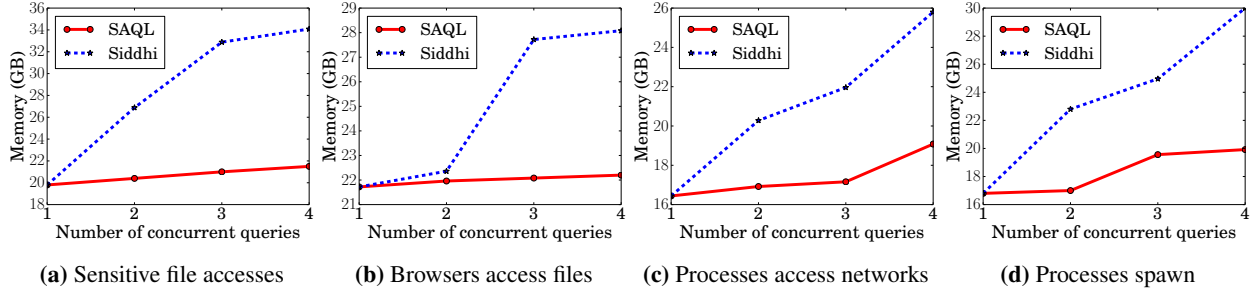 Memory (GB)
36
34
32
30
28
26
24
22
20
18
SAQL
Siddhi
1 2 3 4
Number of concurrent queries
(a) Sensitive file accesses
Memory (GB)
29
28
27
26
25
24
23
22
21
SAQL
Siddhi
1 2 3 4
Number of concurrent queries
(b) Browsers access files
Memory (GB)
26
24
22
20
18
16
SAQL
Siddhi
1 2 3 4
Number of concurrent queries
(c) Processes access networks
Memory (GB)
30
28
26
24
22
20
18
16
SAQL
Siddhi
1 2 3 4
Number of concurrent queries
(d) Processes spawn